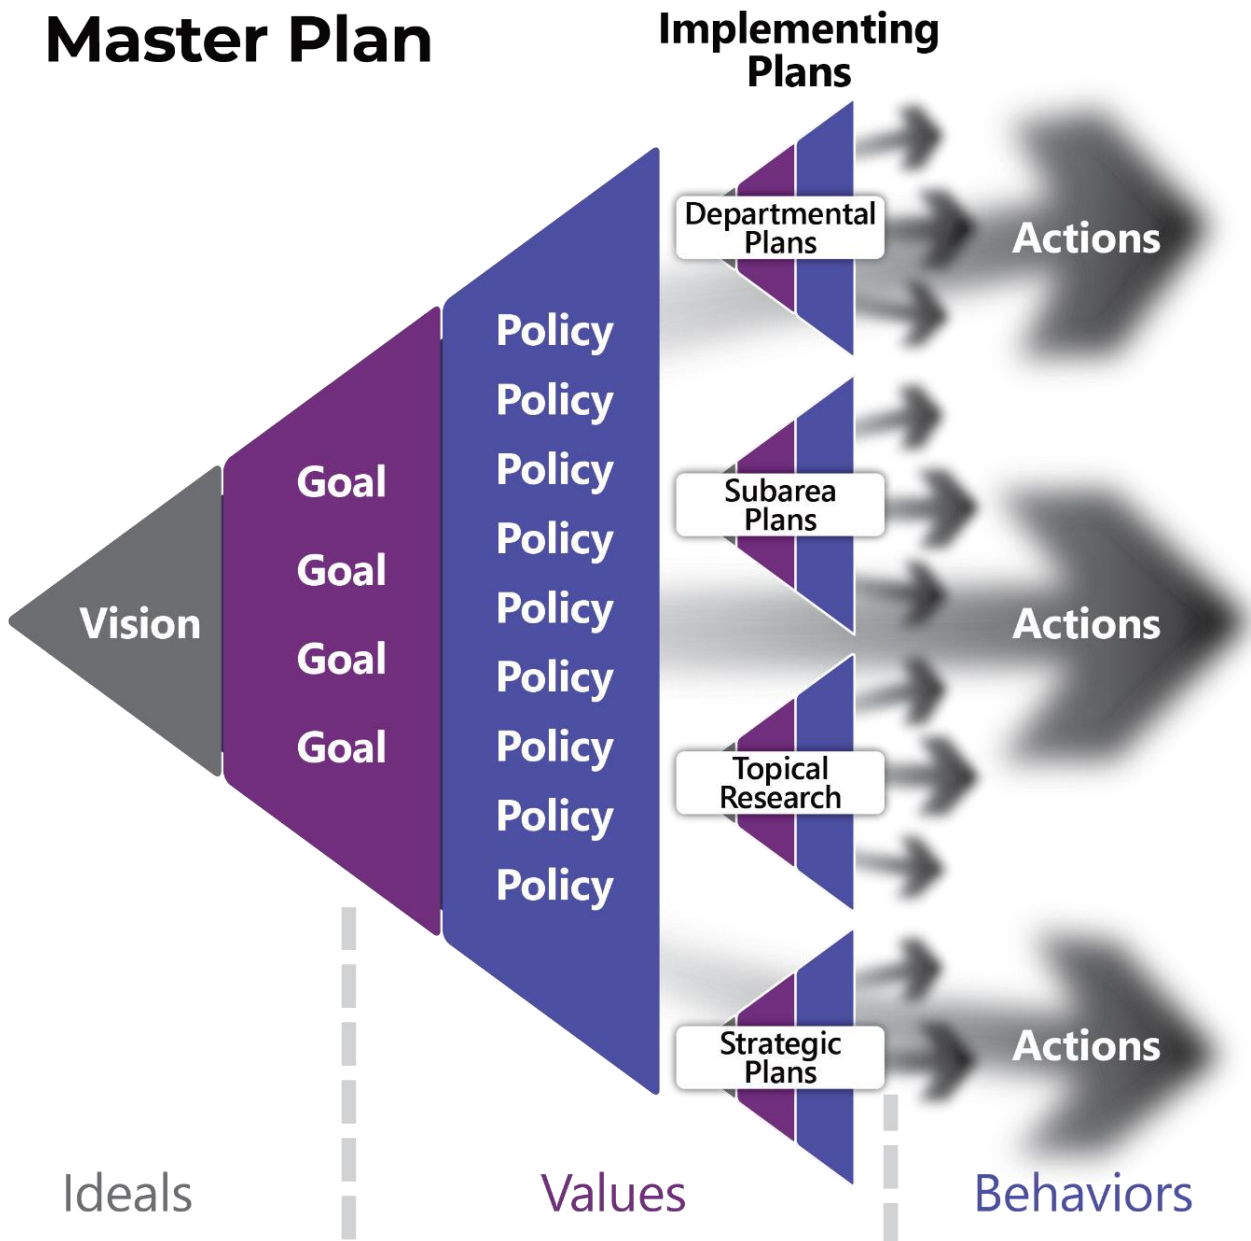 Master Plan
Implementing
Plans
Vision
Goal
Goal
Goal
Goal
Policy
Policy
Policy
Policy
Policy
Policy
Policy
Policy
Policy
Departmental
Plans
Subarea
Plans
Topical
Research
Strategic
Plans
Actions
Actions
Actions
Ideals
Values
Behaviors